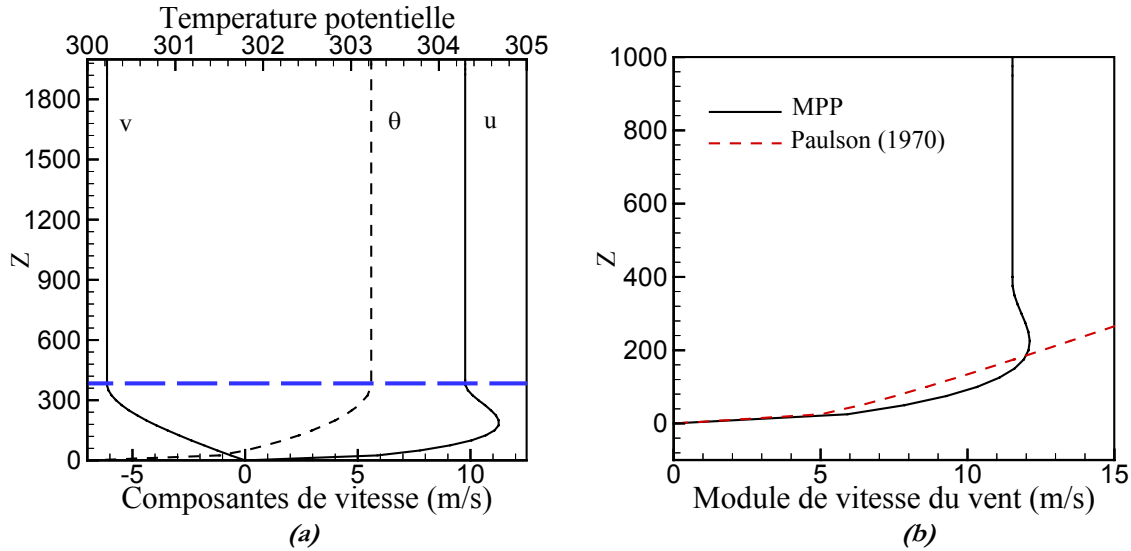 Temperature potentielle
300 301 302 303 304 305
1800
1500
1200
900
600
300
0
Z
v
θ
u
-5 0 5 10
Composantes de vitesse (m/s)
(a)
1000
800
600
400
200
0
Z
MPP
Paulson (1970)
0 5 10 15
Module de vitesse du vent (m/s)
(b)